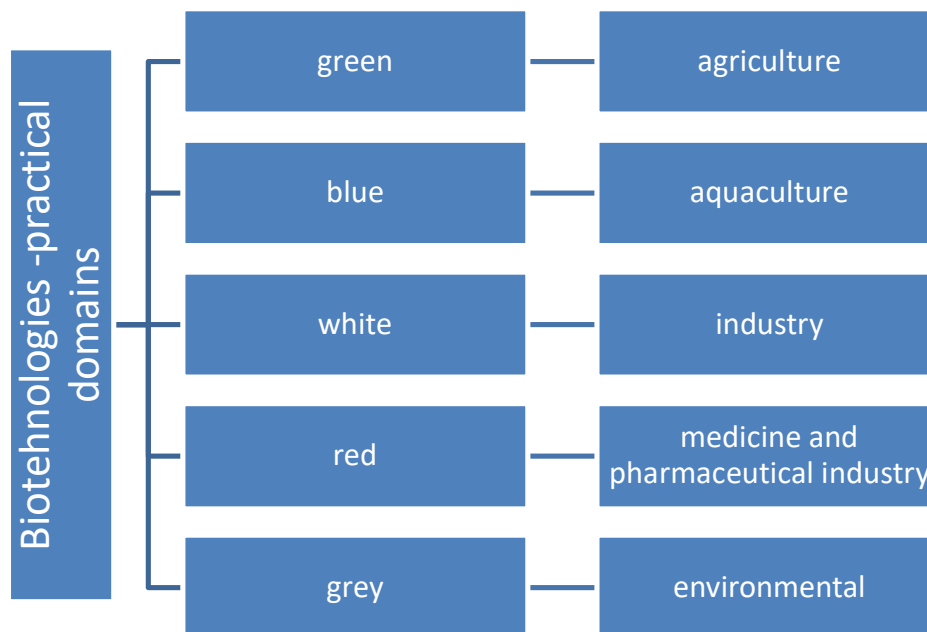 Biotehnologies -practical
domains
green
agriculture
blue
aquaculture
white
industry
red
medicine and
pharmaceutical industry
grey
environmental